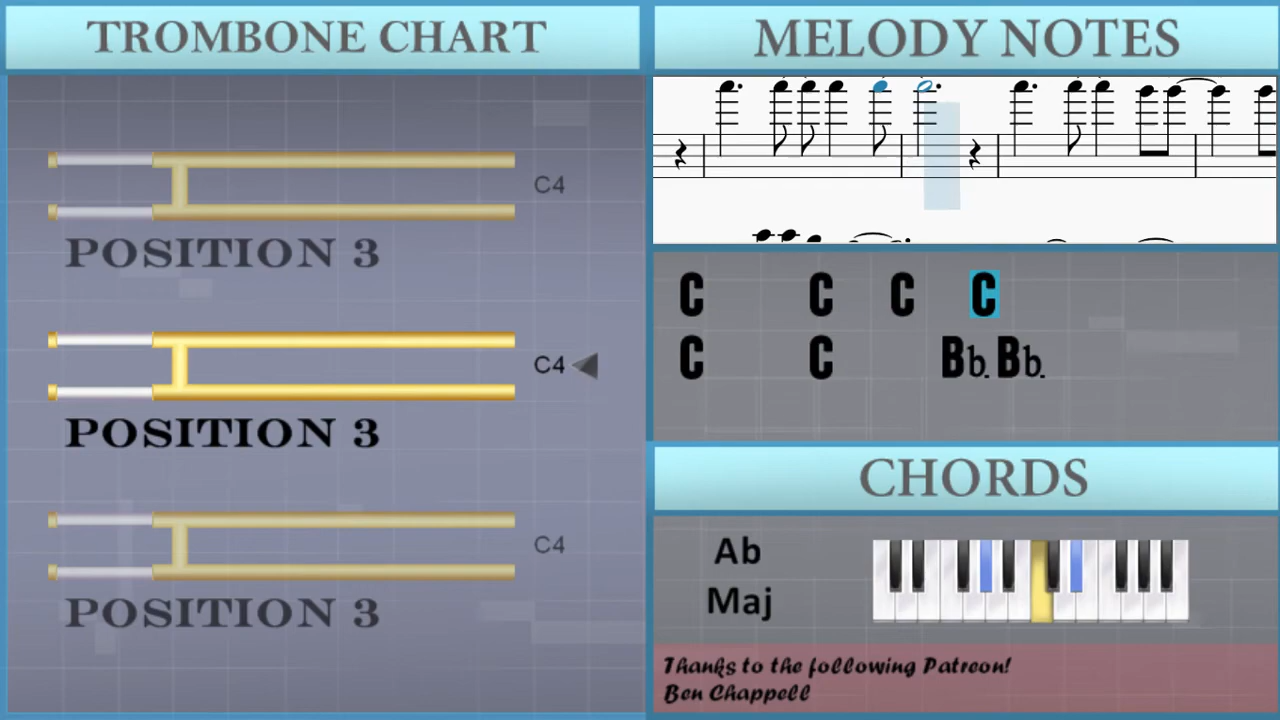 TROMBONE CHART
C4
POSITION 3
C4
POSITION 3
C4
POSITION 3
MELODY NOTES
C C C C
C C Bb. Bb.
CHORDS
Ab
Maj
Thanks to the following Patreon!
Ben Chappell